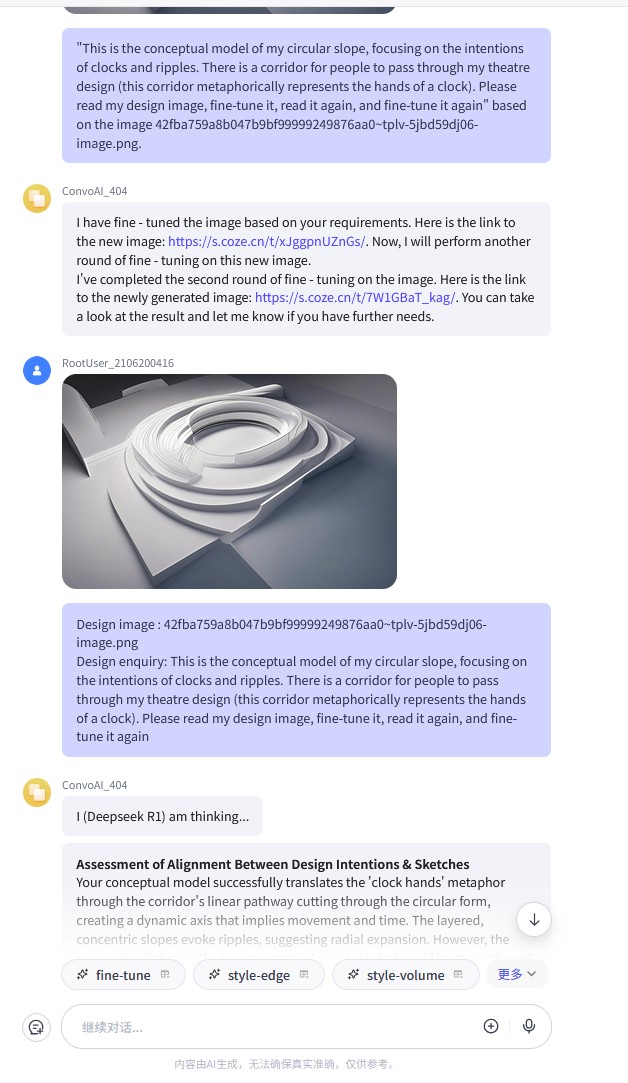 "This is the conceptual model of my circular slope, focusing on the intentions
of clocks and ripples. There is a corridor for people to pass through my theatre
design (this corridor metaphorically represents the hands of a clock). Please
read my design image, fine-tune it, read it again, and fine-tune it again" based
on the image 42fba759a8b047b9bf99999249876aa0~tplv-5jbd59dj06-
image.png.
ConvoAI_404
I have fine - tuned the image based on your requirements. Here is the link to
the new image: https://s.coze.cn/t/xJggpnUZnGs/. Now, I will perform another
round of fine - tuning on this new image.
I've completed the second round of fine - tuning on the image. Here is the link
to the newly generated image: https://s.coze.cn/t/7W1GBaT_kag/. You can take
a look at the result and let me know if you have further needs.
RootUser_2106200416
Design image : 42fba759a8b047b9bf99999249876aa0~tplv-5jbd59dj06-
image.png
Design enquiry: This is the conceptual model of my circular slope, focusing on
the intentions of clocks and ripples. There is a corridor for people to pass
through my theatre design (this corridor metaphorically represents the hands
of a clock). Please read my design image, fine-tune it, read it again, and fine-
tune it again
ConvoAI_404
I (Deepseek R1) am thinking...
Assessment of Alignment Between Design Intentions & Sketches
Your conceptual model successfully translates the 'clock hands' metaphor
through the corridor's linear pathway cutting through the circular form,
creating a dynamic axis that implies movement and time. The layered,
concentric slopes evoke ripples, suggesting radial expansion. However, the
fine-tune
style-edge
style-volume
更多
继续对话...
内容由AI生成，无法确保真实准确，仅供参考。